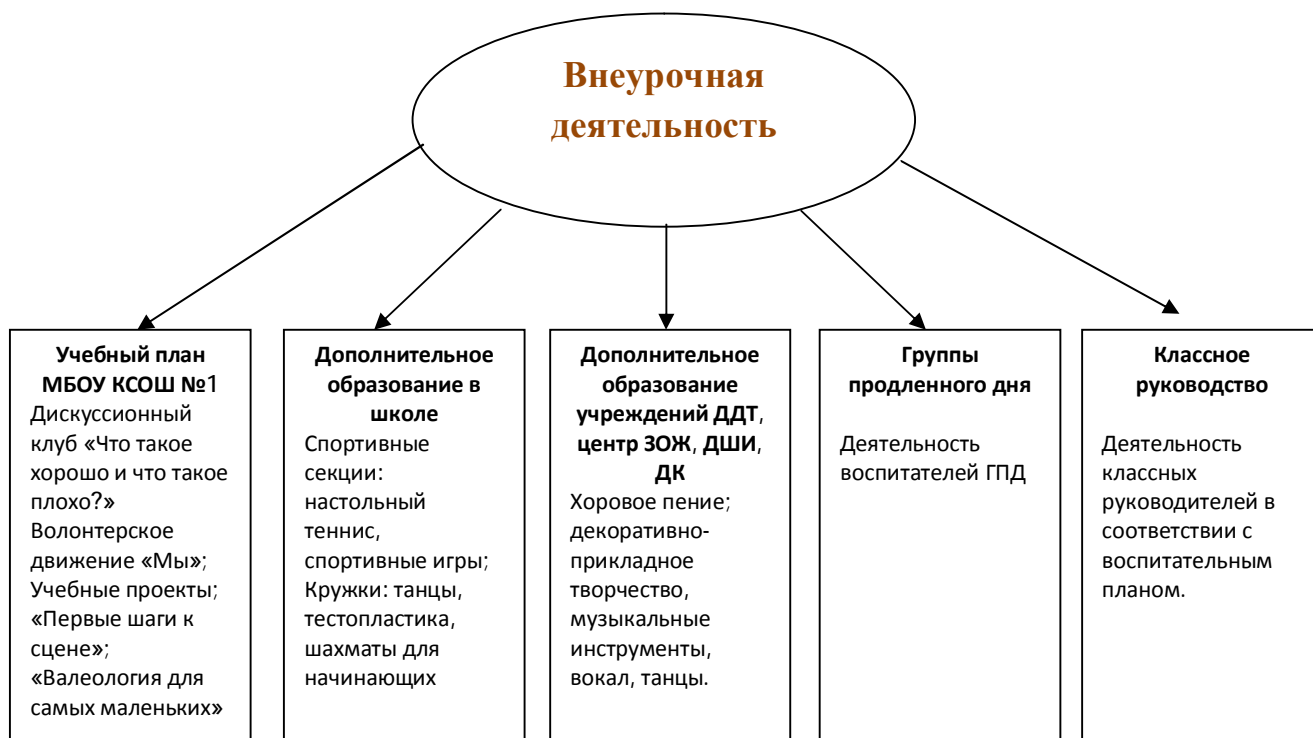 Внеурочная
деятельность
Учебный план
МБОУ КСОШ №1
Дискуссионный
клуб «Что такое
хорошо и что такое
плохо?»
Волонтерское
движение «Мы»;
Учебные проекты;
«Первые шаги к
сцене»;
«Валеология для
самых маленьких»
Дополнительное
образование в
школе
Спортивные
секции:
настольный
теннис,
спортивные игры;
Кружки: танцы,
тестопластика,
шахматы для
начинающих
Дополнительное
образование
учреждений ДДТ,
центр ЗОЖ, ДШИ,
ДК
Хоровое пение;
декоративно-
прикладное
творчество,
музыкальные
инструменты,
вокал, танцы.
Группы
продленного дня
Деятельность
воспитателей ГПД
Классное
руководство
Деятельность
классных
руководителей в
соответствии с
воспитательным
планом.